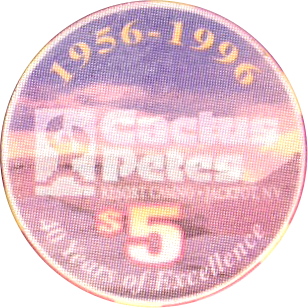 1956-1996
Cactus
Petes
RESORT CASINO JACKPOT, NV
$5
40 Years of Excellence